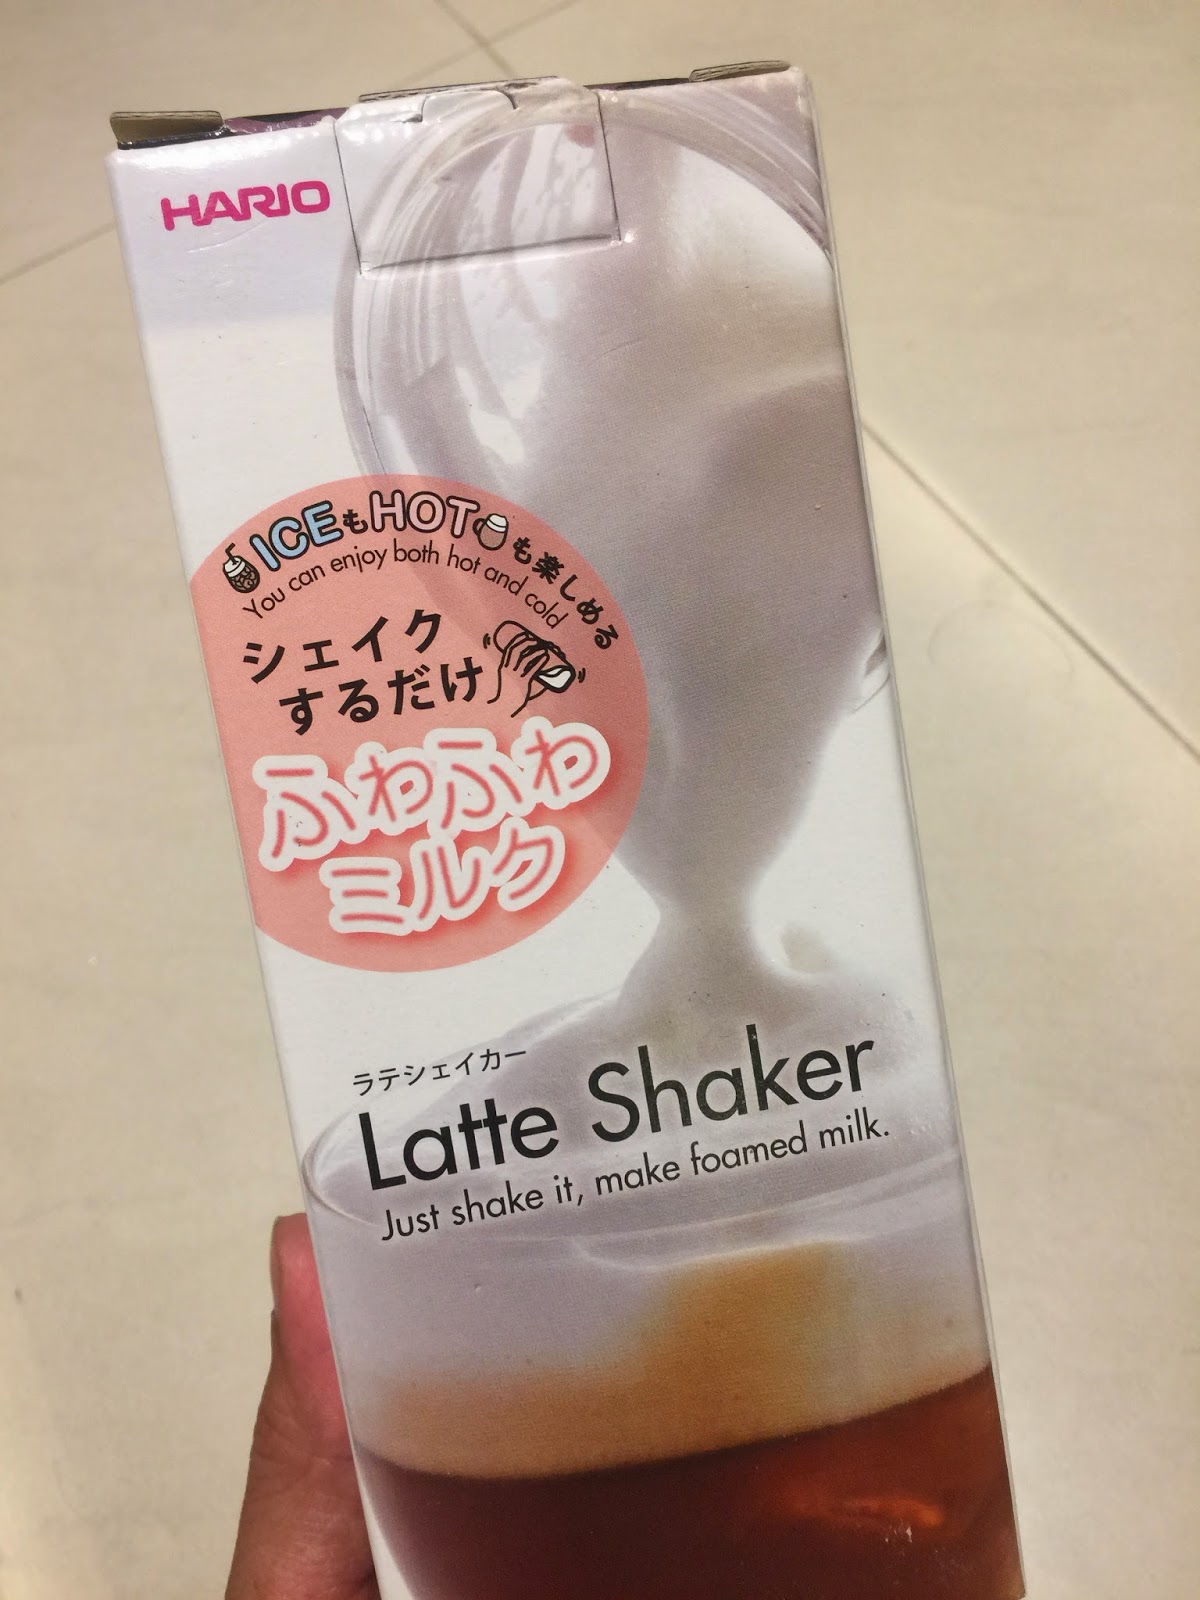 HARIO
ICEもHOTも楽しめる
You can enjoy both hot and cold
シェイク
するだけ
ふわふわ
ミルク
ラテシェイカー
Latte Shaker
Just shake it, make foamed milk.